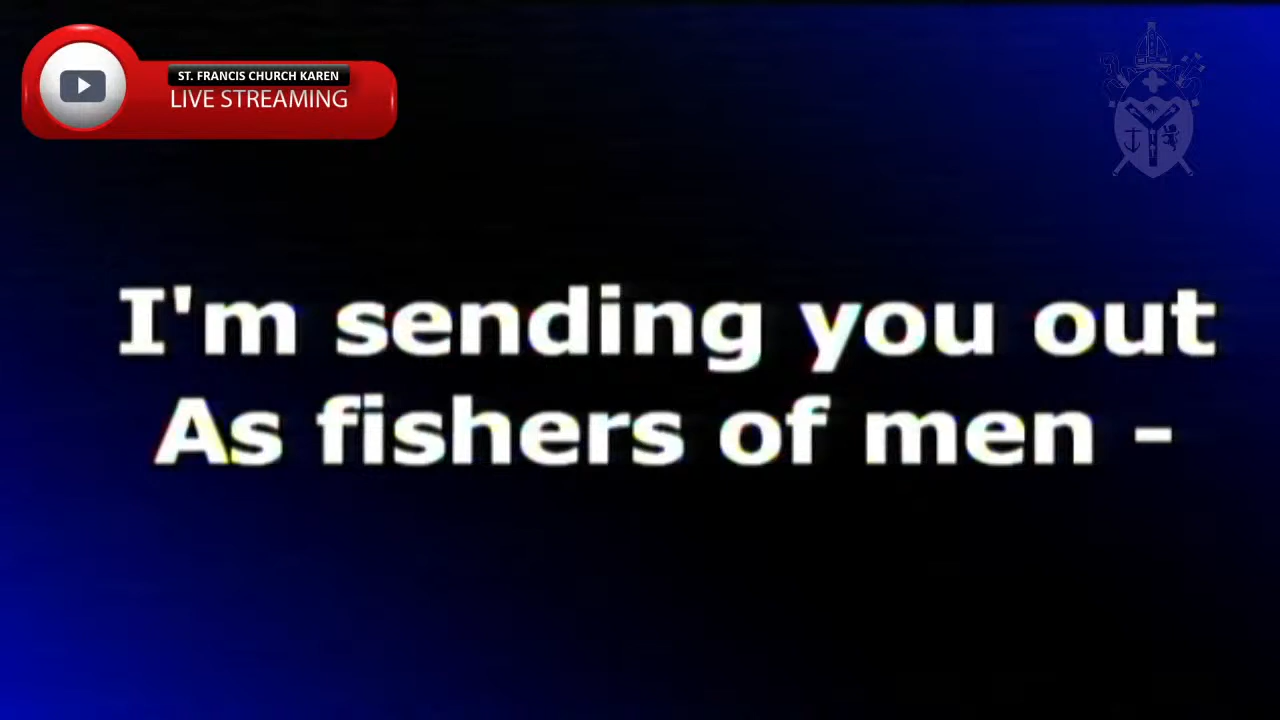 ST. FRANCIS CHURCH KAREN
LIVE STREAMING
I'm sending you out
As fishers of men -